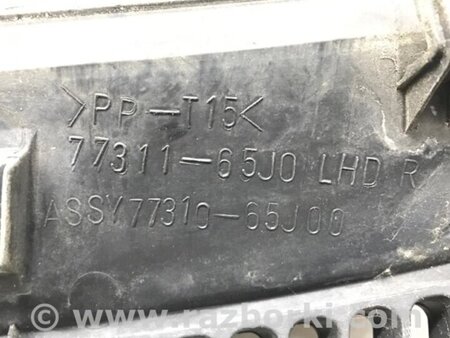 >PP-T15<
77311-65J0 LHD R
ASSY77310-65J00
© www.razborki.com